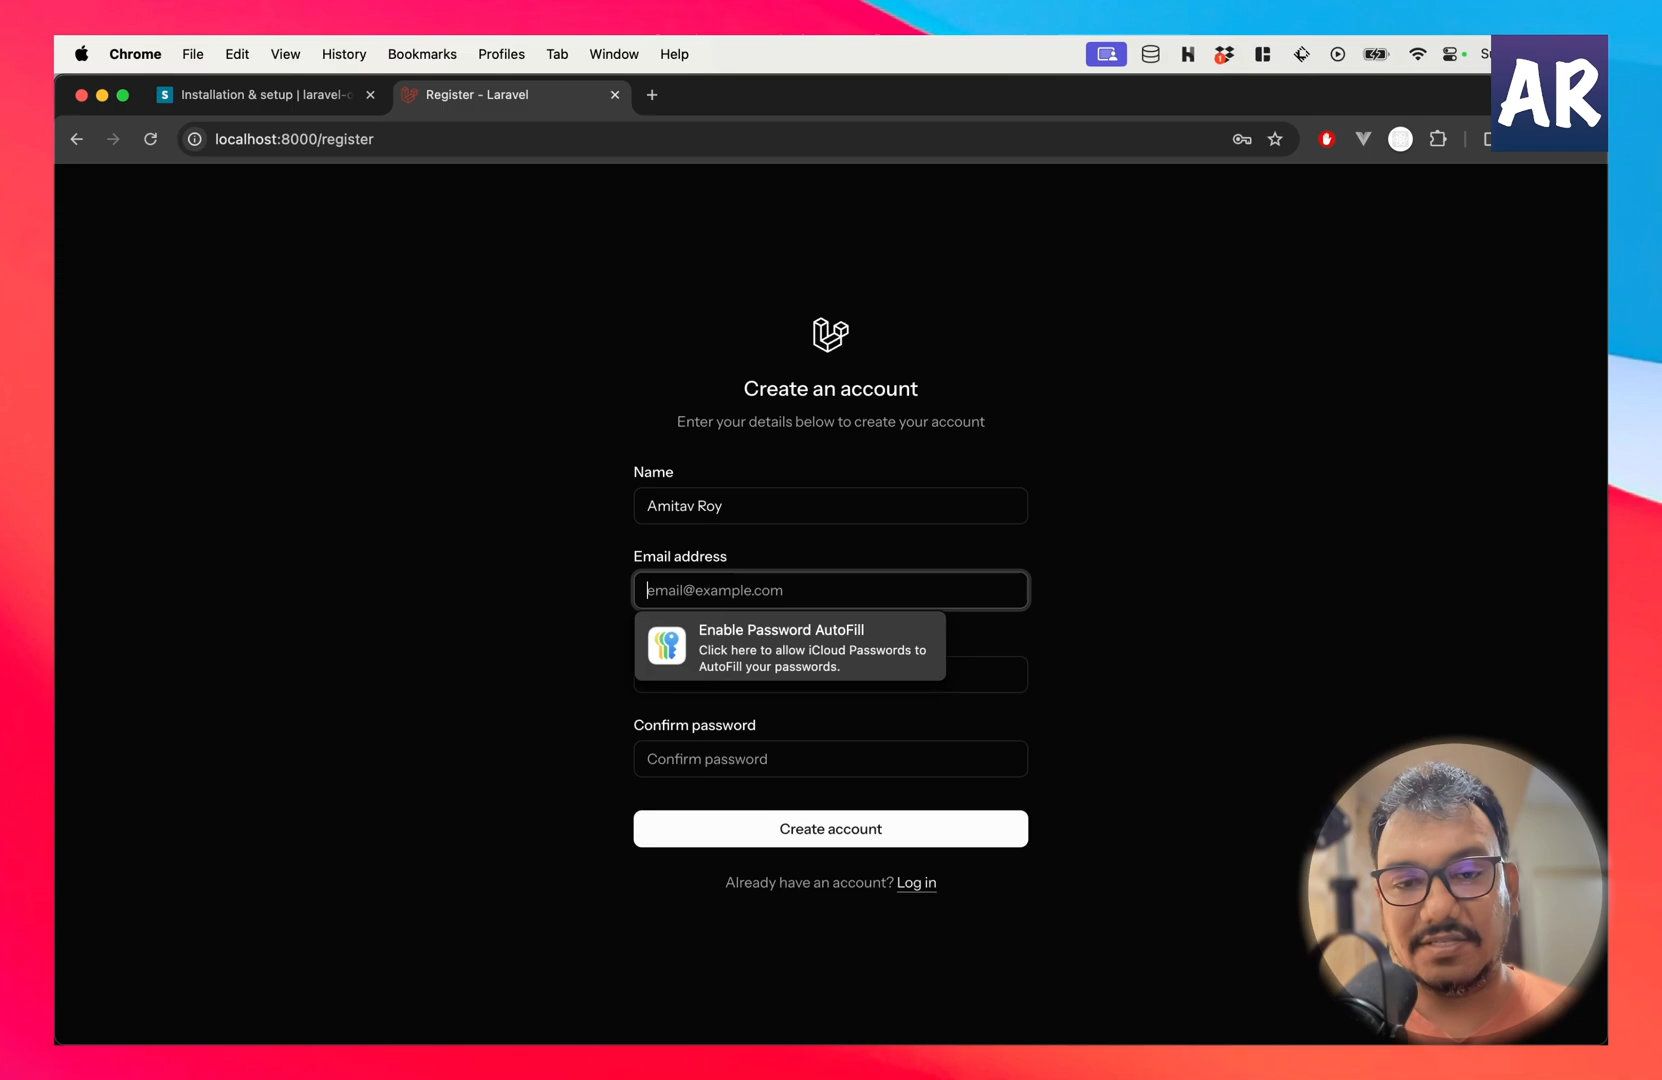 Chrome File Edit View History Bookmarks Profiles Tab Window Help
AR
S Installation & setup | laravel- Register - Laravel
localhost:8000/register
Create an account
Enter your details below to create your account
Name
Amitav Roy
Email address
email@example.com
Enable Password AutoFill
Click here to allow iCloud Passwords to
AutoFill your passwords.
Confirm password
Confirm password
Create account
Already have an account? Log in